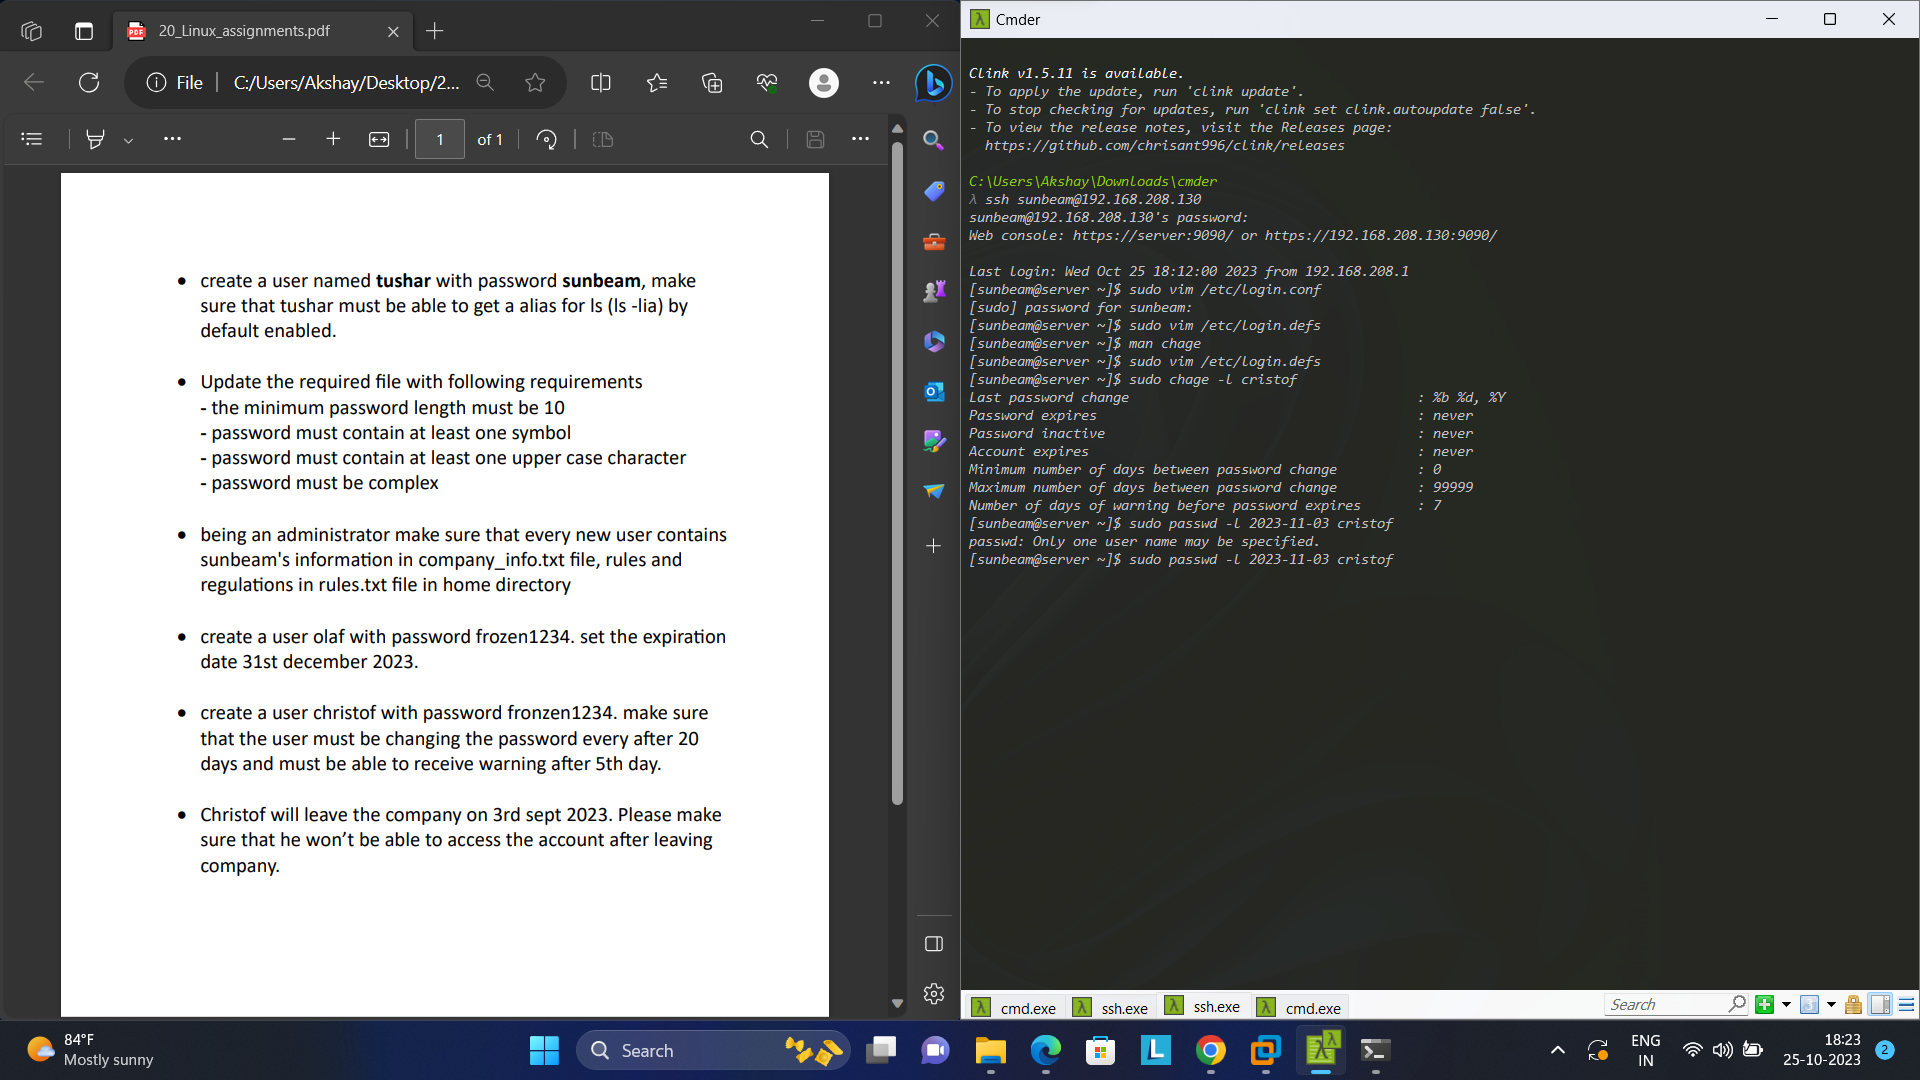 20_Linux_assignments.pdf
File
C:/Users/Akshay/Desktop/2...
1 of 1
• create a user named tushar with password sunbeam, make
sure that tushar must be able to get a alias for ls (ls -lia) by
default enabled.
• Update the required file with following requirements
- the minimum password length must be 10
- password must contain at least one symbol
- password must contain at least one upper case character
- password must be complex
• being an administrator make sure that every new user contains
sunbeam's information in company_info.txt file, rules and
regulations in rules.txt file in home directory
• create a user olaf with password frozen1234. set the expiration
date 31st december 2023.
• create a user christof with password fronzen1234. make sure
that the user must be changing the password every after 20
days and must be able to receive warning after 5th day.
• Christof will leave the company on 3rd sept 2023. Please make
sure that he won’t be able to access the account after leaving
company.
Cmder
Clink v1.5.11 is available.
- To apply the update, run 'clink update'.
- To stop checking for updates, run 'clink set clink.autoupdate false'.
- To view the release notes, visit the Releases page:
https://github.com/chrisant996/clink/releases
C:\Users\Akshay\Downloads\cmder
λ ssh sunbeam@192.168.208.130
sunbeam@192.168.208.130's password:
Web console: https://server:9090/ or https://192.168.208.130:9090/
Last login: Wed Oct 25 18:12:00 2023 from 192.168.208.1
[sunbeam@server ~]$ sudo vim /etc/login.conf
[sudo] password for sunbeam:
[sunbeam@server ~]$ sudo vim /etc/login.defs
[sunbeam@server ~]$ man chage
[sunbeam@server ~]$ sudo vim /etc/login.defs
[sunbeam@server ~]$ sudo chage -l cristof
Last password change : %b %d, %Y
Password expires : never
Password inactive : never
Account expires : never
Minimum number of days between password change : 0
Maximum number of days between password change : 99999
Number of days of warning before password expires : 7
[sunbeam@server ~]$ sudo passwd -l 2023-11-03 cristof
passwd: Only one user name may be specified.
[sunbeam@server ~]$ sudo passwd -l 2023-11-03 cristof
cmd.exe
ssh.exe
ssh.exe
cmd.exe
Search
84°F
Mostly sunny
Search
ENG
IN
18:23
25-10-2023
2